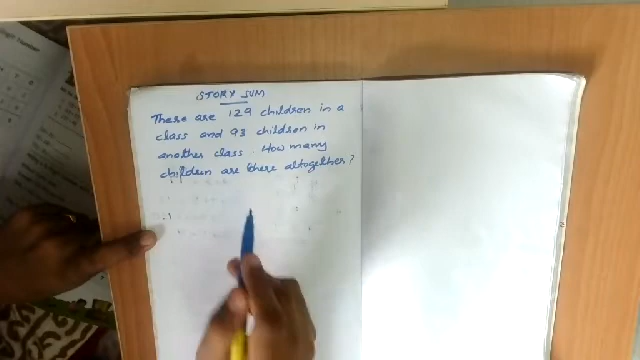 STORY SUM
There are 129 children in a
class and 93 children in
another class. How many
children are there altogether?